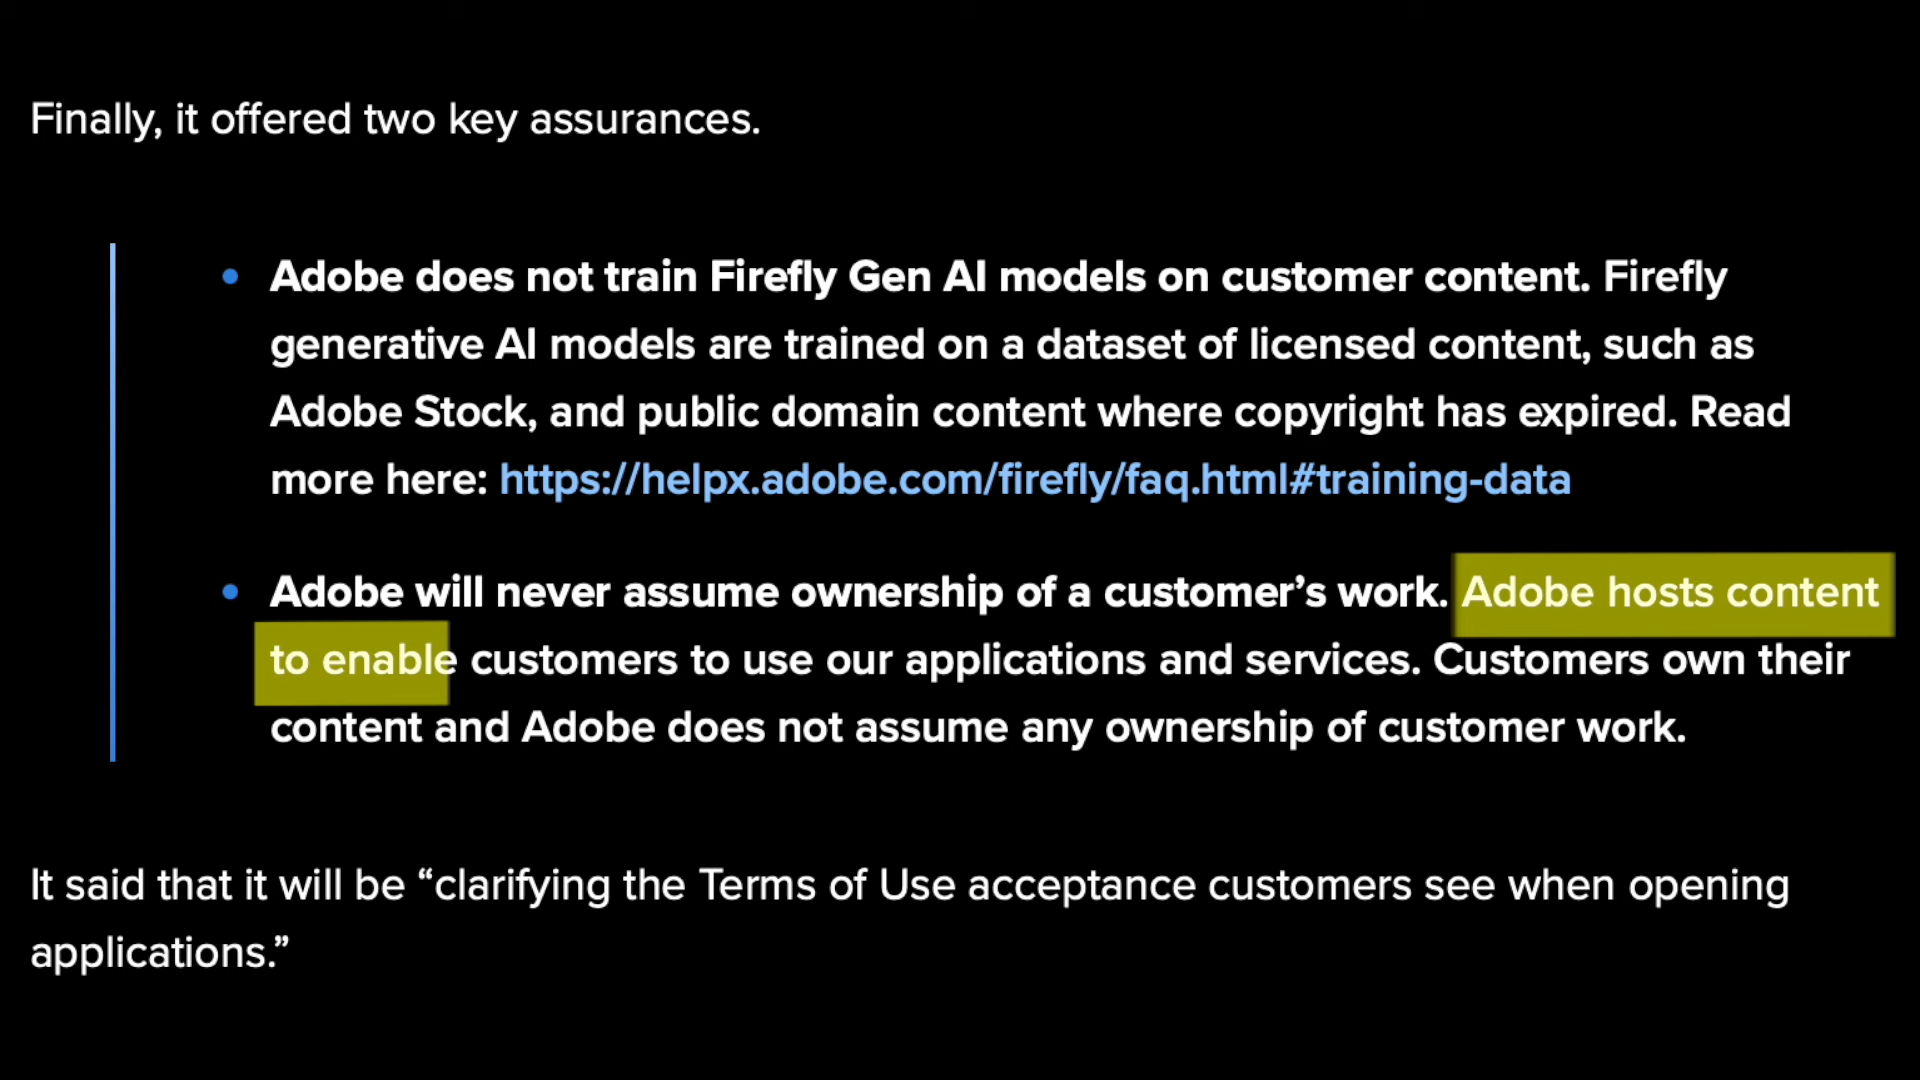 Finally, it offered two key assurances.
Adobe does not train Firefly Gen AI models on customer content. Firefly
generative AI models are trained on a dataset of licensed content, such as
Adobe Stock, and public domain content where copyright has expired. Read
more here: https://helpx.adobe.com/firefly/faq.html#training-data
Adobe will never assume ownership of a customer’s work. Adobe hosts content
to enable customers to use our applications and services. Customers own their
content and Adobe does not assume any ownership of customer work.
It said that it will be “clarifying the Terms of Use acceptance customers see when opening
applications.”